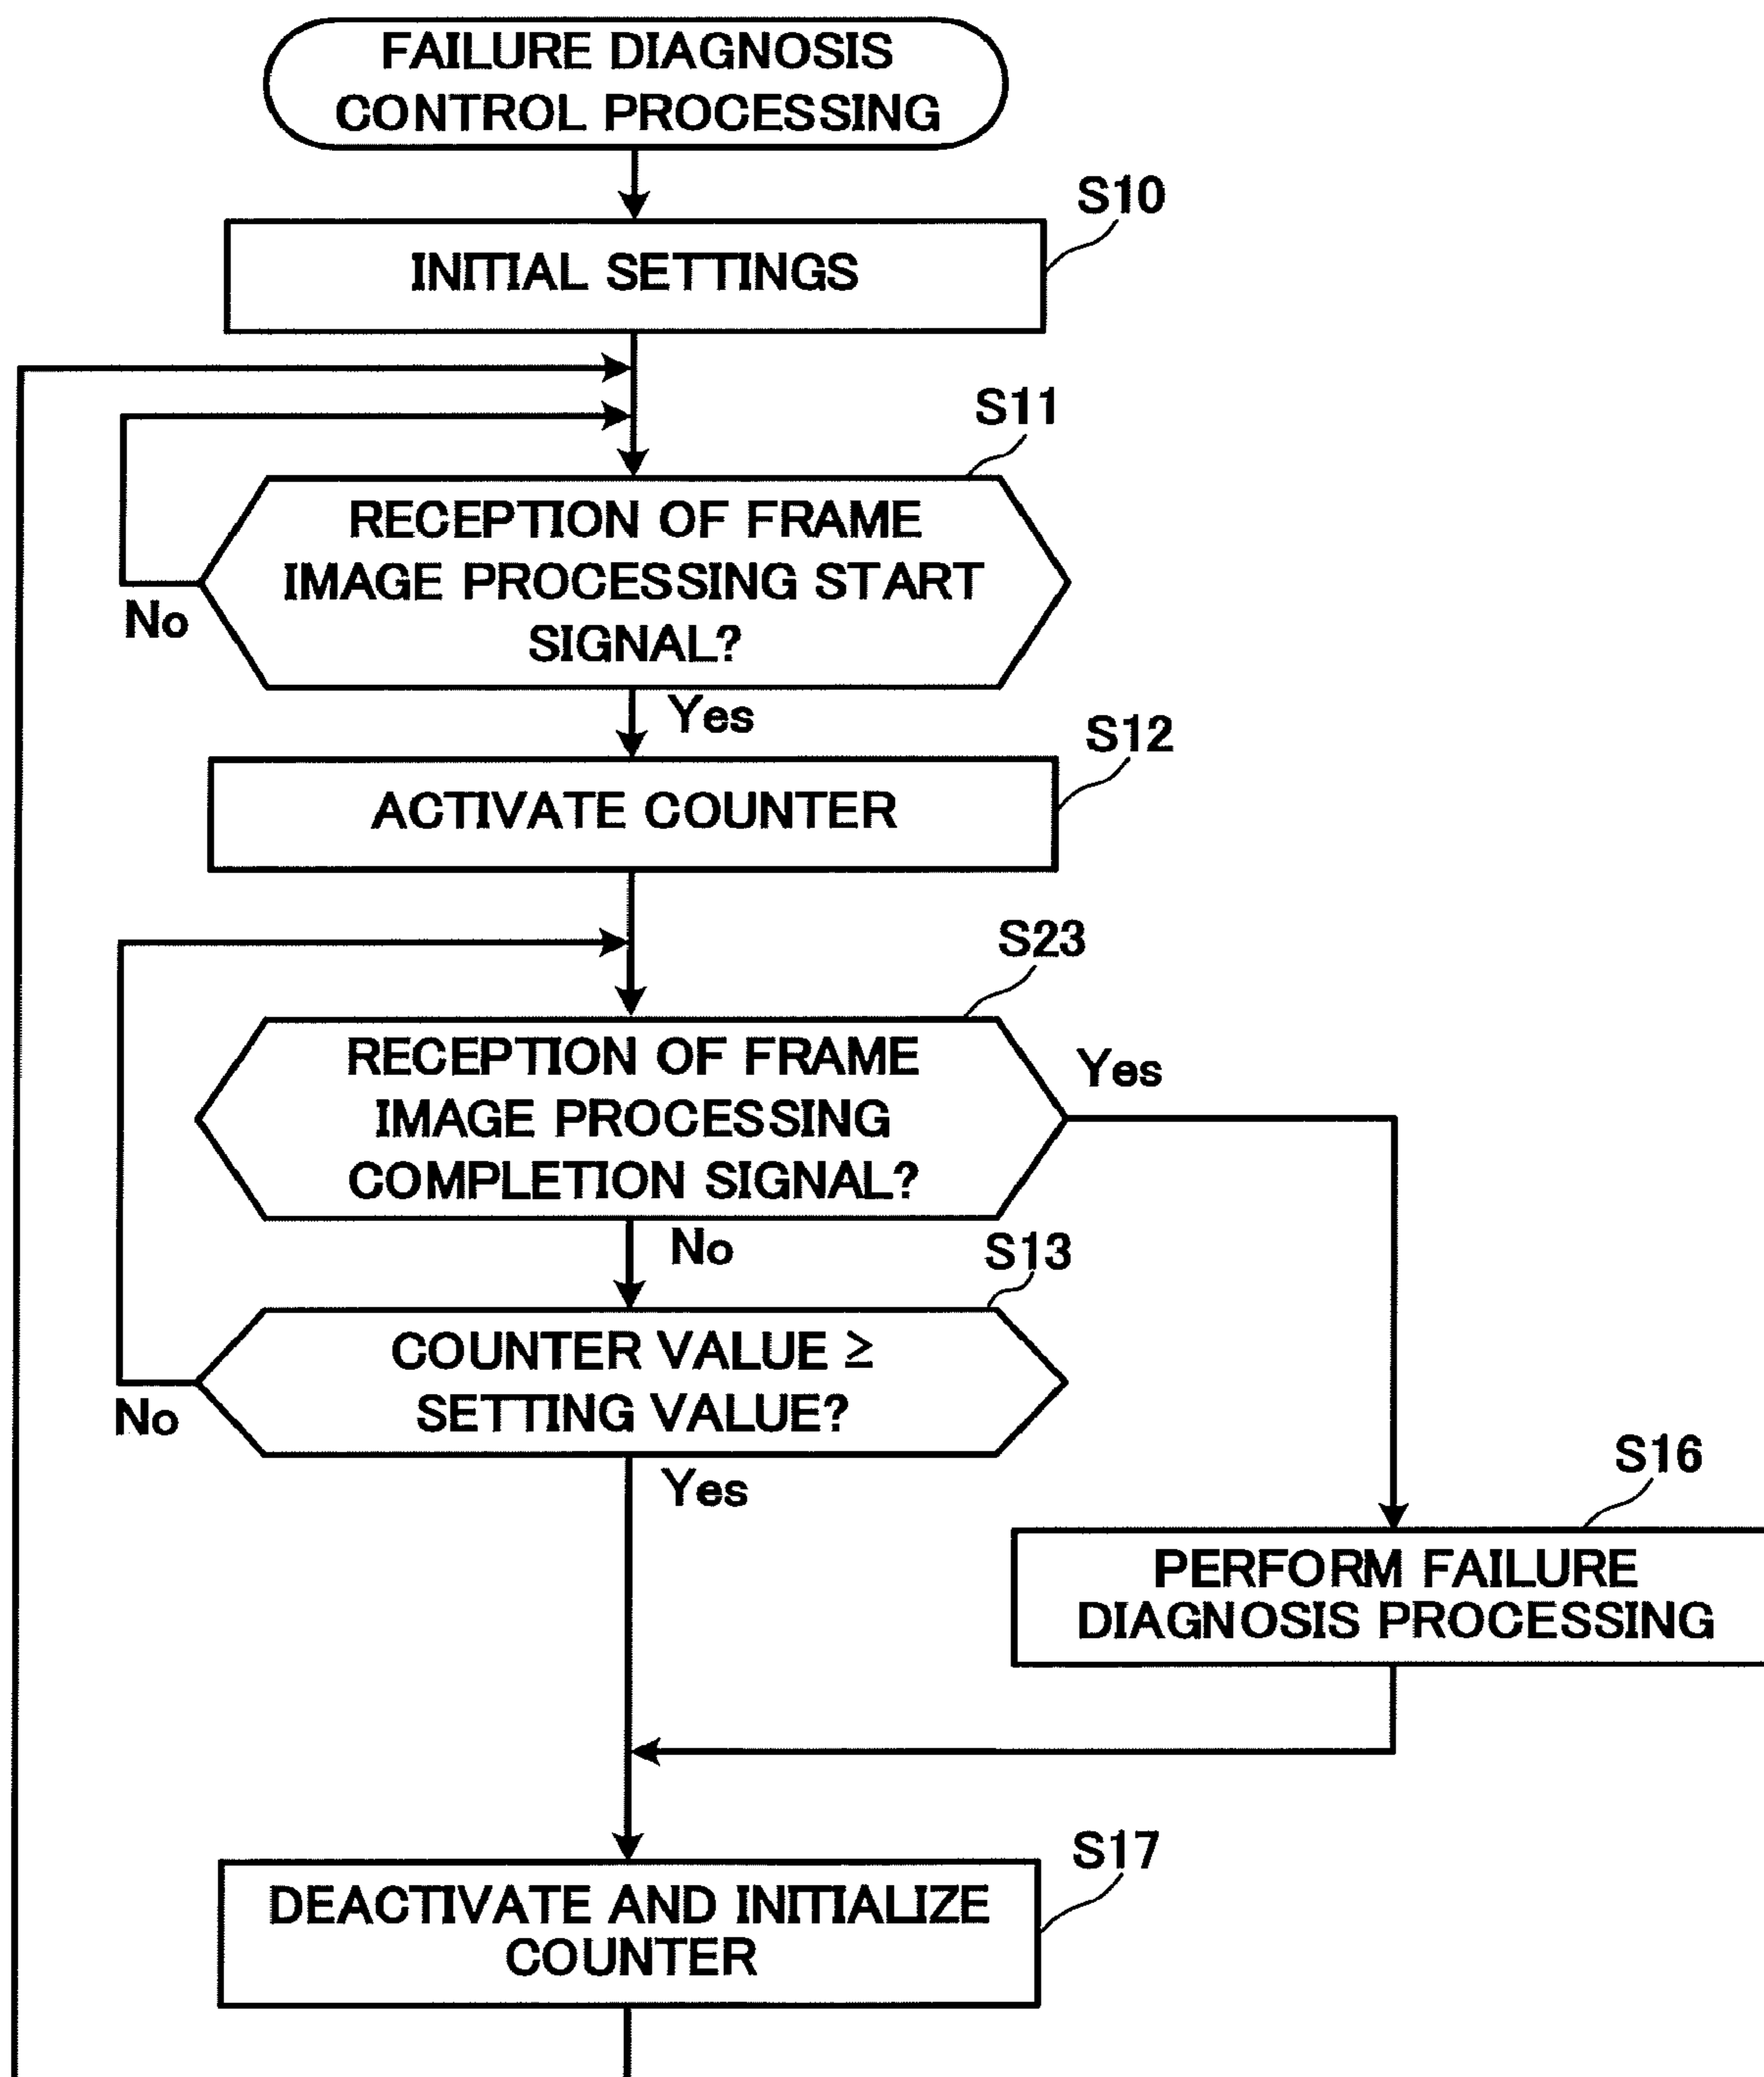 FAILURE DIAGNOSIS
CONTROL PROCESSING
S10
INITIAL SETTINGS
S11
RECEPTION OF FRAME
IMAGE PROCESSING START
SIGNAL?
No
Yes
S12
ACTIVATE COUNTER
S23
RECEPTION OF FRAME
IMAGE PROCESSING
COMPLETION SIGNAL?
Yes
No
S13
COUNTER VALUE ≥
SETTING VALUE?
No
Yes
S16
PERFORM FAILURE
DIAGNOSIS PROCESSING
S17
DEACTIVATE AND INITIALIZE
COUNTER